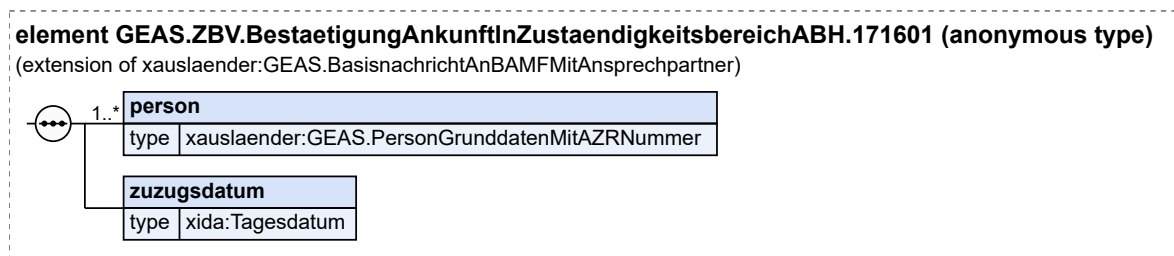 element GEAS.ZBV.BestaetigungAnkunftInZustaendigkeitsbereichABH.171601 (anonymous type)
(extension of xauslaender:GEAS.BasisnachrichtAnBAMFMitAnsprechpartner)
1..* person
type xauslaender:GEAS.PersonGrunddatenMitAZRNummer
zuzugsdatum
type xida:Tagesdatum